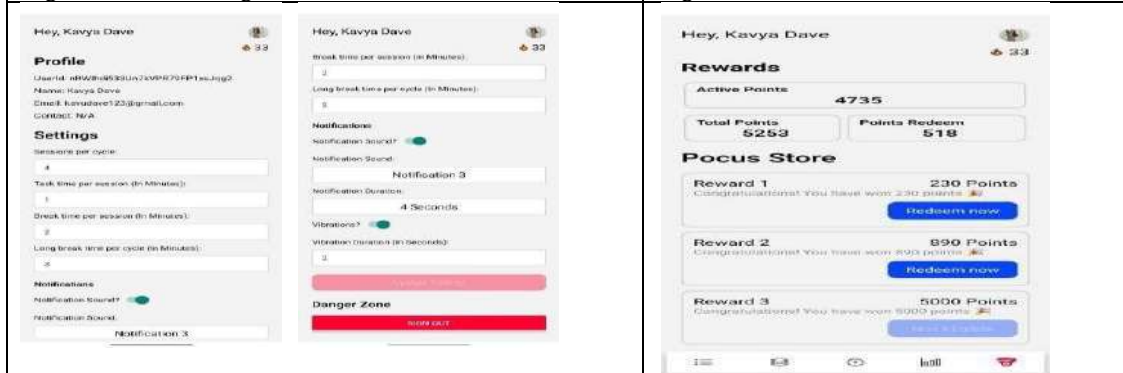 Hey, Kavya Dave
33
Profile
Name: Kavya Dave
Contact: N/A
Settings
Sessions per cycle:
4
Task time per session (In Minutes):
1
Break time per session (In Minutes):
2
Long break time per cycle (In Minutes):
3
Notifications
Notification Sound?
Notification Sound:
Notification 3
Hey, Kavya Dave
33
Break time per session (In Minutes):
2
Long break time per cycle (In Minutes):
Notifications
Notification Sound?
Notification Sound:
Notification 3
Notification Duration:
4 Seconds
Vibrations?
Vibration Duration (In Seconds):
Danger Zone
SIGN OUT
Hey, Kavya Dave
33
Rewards
Active Points
4735
Total Points
5253
Points Redeem
518
Pocus Store
Reward 1
230 Points
Congratulations! You have won 230 points 🎉
Redeem now
Reward 2
890 Points
Congratulations! You have won 890 points 🎉
Redeem now
Reward 3
5000 Points
Congratulations! You have won 5000 points 🎉